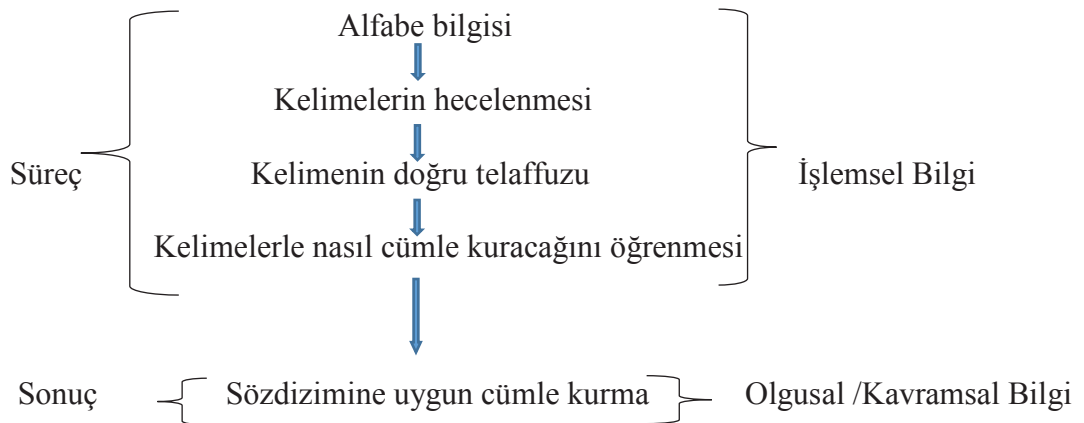 Alfabe bilgisi
Kelimelerin hecelenmesi
Süreç
Kelimenin doğru telaffuzu
İşlemsel Bilgi
Kelimelerle nasıl cümle kuracağını öğrenmesi
Sonuç
Sözdizimine uygun cümle kurma
Olgusal /Kavramsal Bilgi